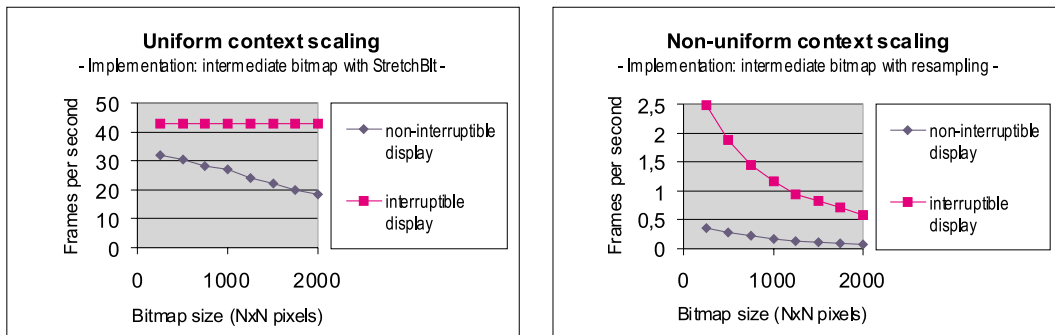 Uniform context scaling
- Implementation: intermediate bitmap with StretchBlt -
Frames per second
50
40
30
20
10
0
0
1000
2000
Bitmap size (NxN pixels)
non-interruptible
display
interruptible
display
Non-uniform context scaling
- Implementation: intermediate bitmap with resampling -
Frames per second
2,5
2
1,5
1
0,5
0
0
1000
2000
Bitmap size (NxN pixels)
non-interruptible
display
interruptible
display